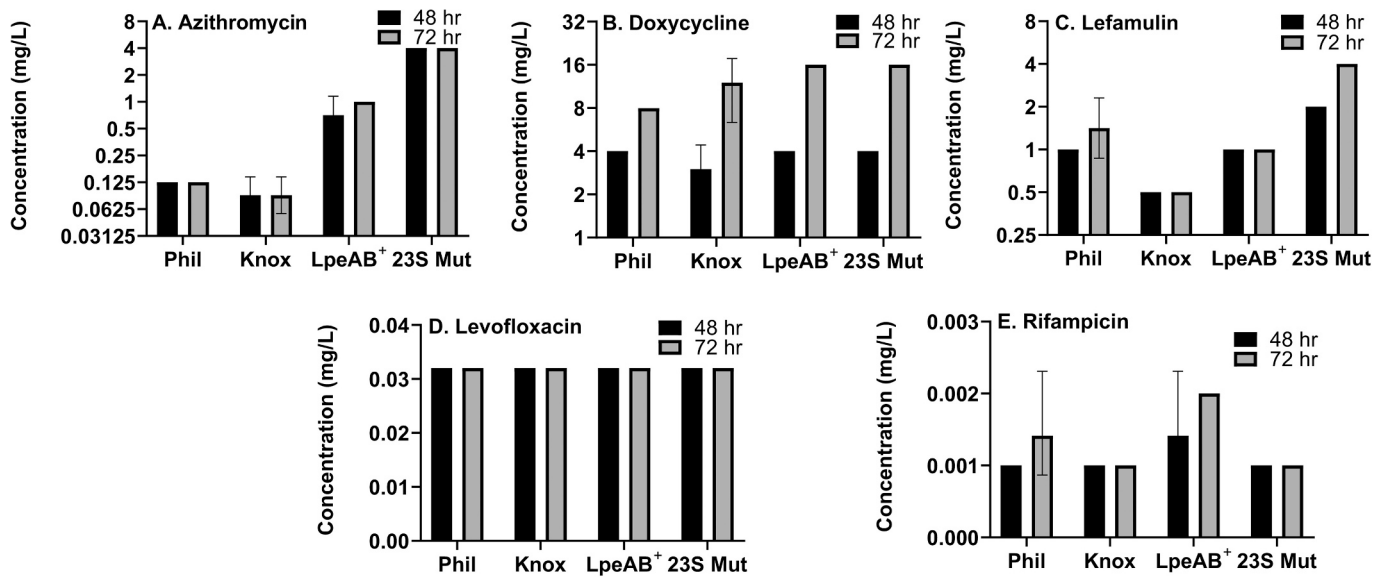 A. Azithromycin
48 hr
72 hr
Concentration (mg/L)
8
4
2
1
0.5
0.25
0.125
0.0625
0.03125
Phil Knox LpeAB+ 23S Mut
B. Doxycycline
48 hr
72 hr
Concentration (mg/L)
32
16
8
4
2
1
Phil Knox LpeAB+ 23S Mut
C. Lefamulin
48 hr
72 hr
Concentration (mg/L)
8
4
2
1
0.5
0.25
Phil Knox LpeAB+ 23S Mut
D. Levofloxacin
48 hr
72 hr
Concentration (mg/L)
0.04
0.03
0.02
0.01
0.00
Phil Knox LpeAB+ 23S Mut
E. Rifampicin
48 hr
72 hr
Concentration (mg/L)
0.003
0.002
0.001
0.000
Phil Knox LpeAB+ 23S Mut